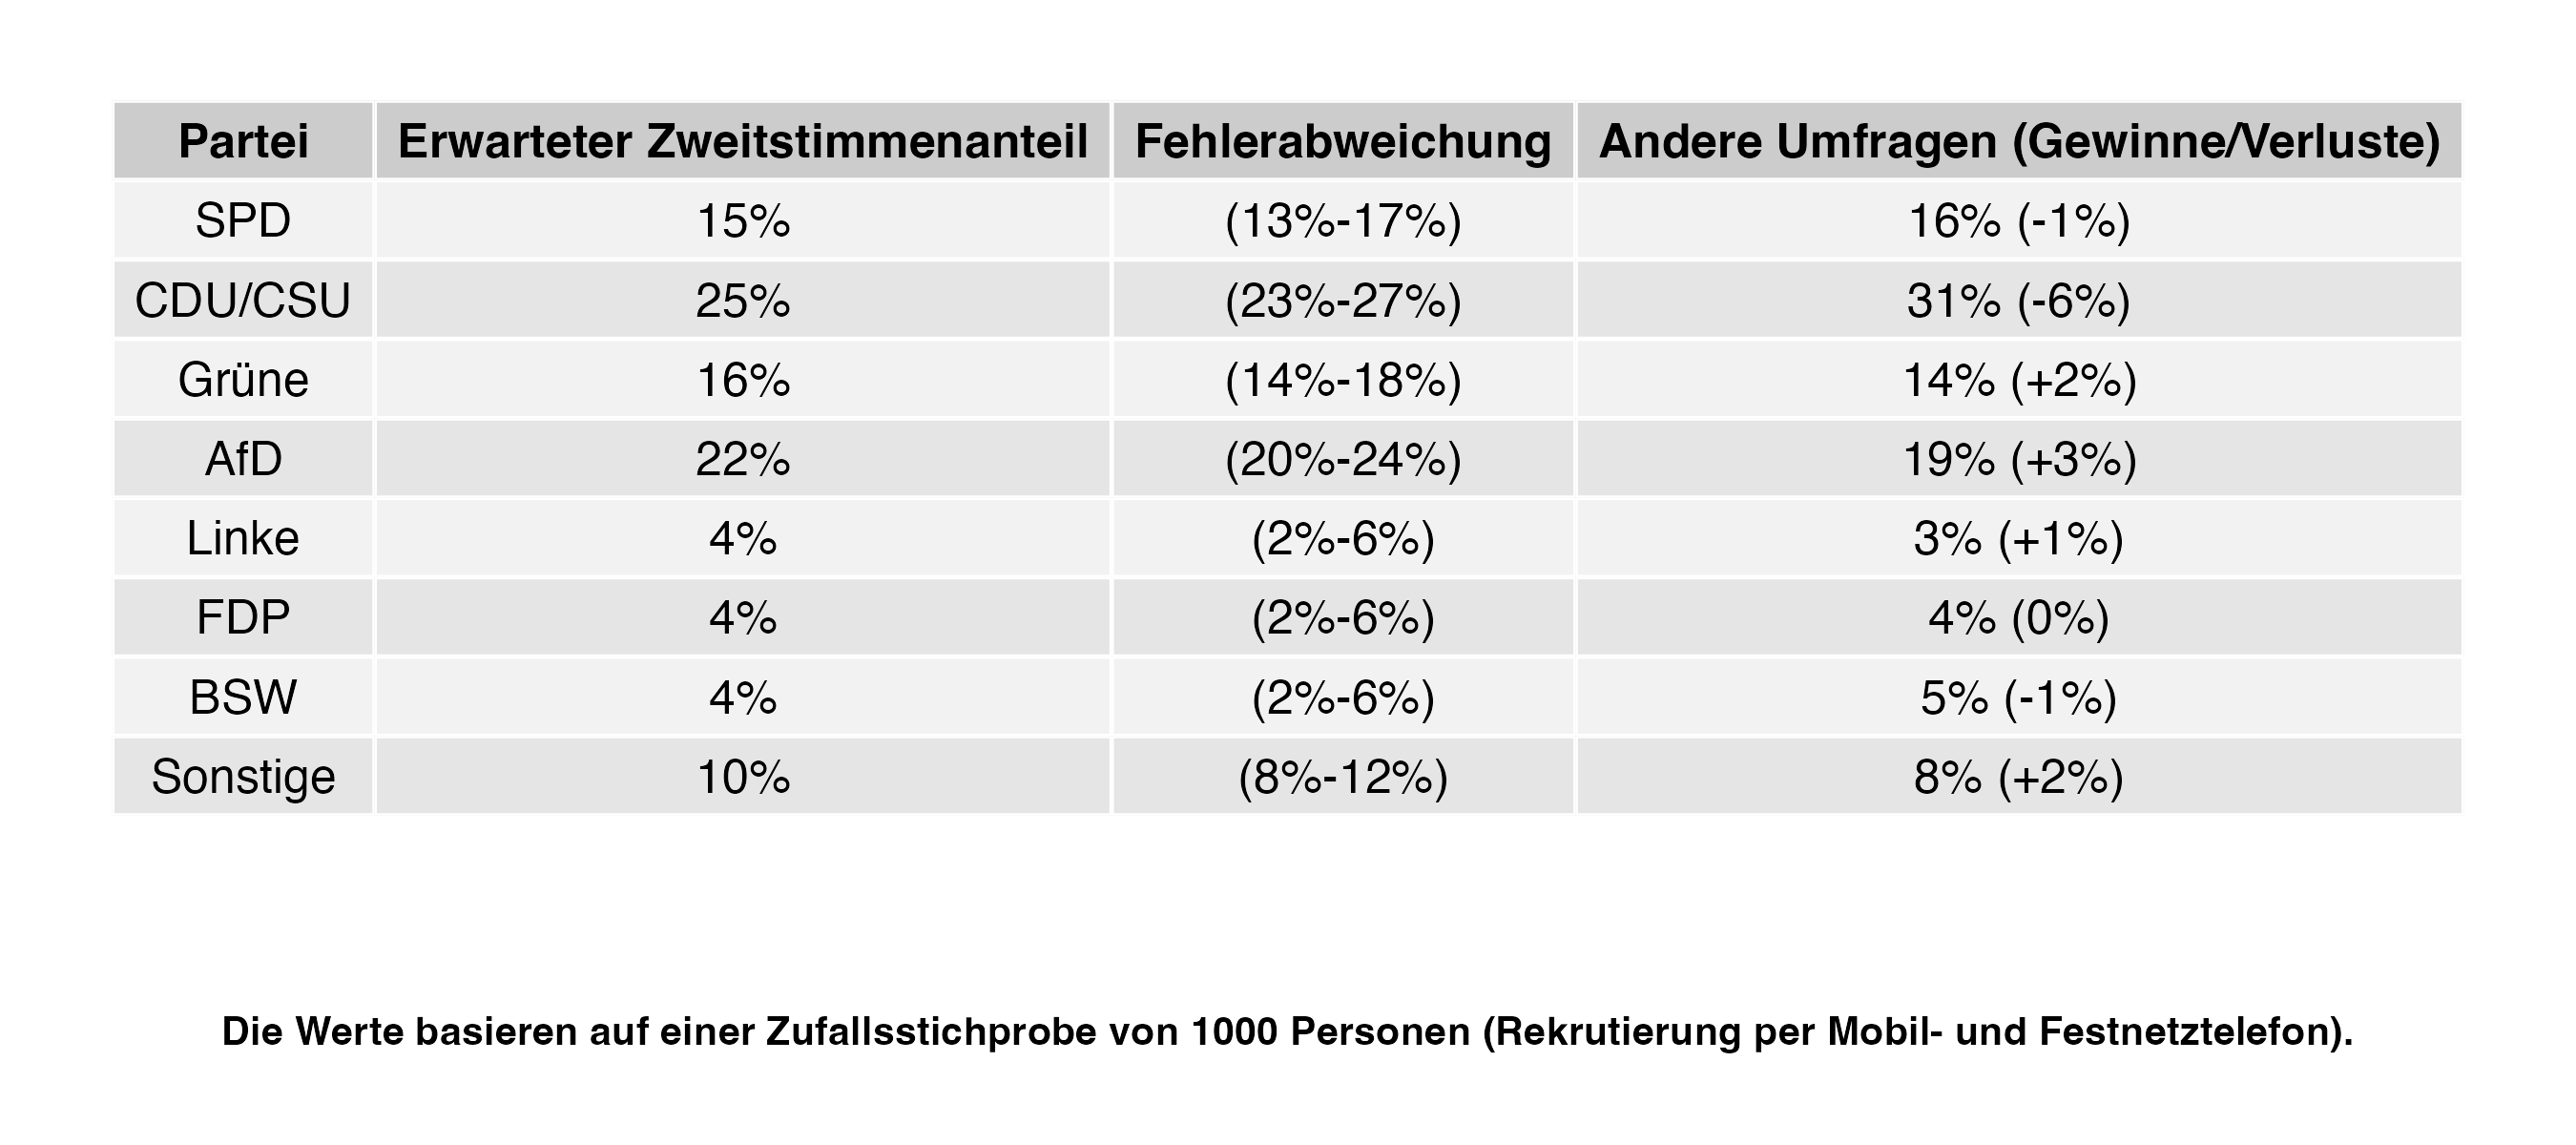 Partei Erwarteter Zweitstimmenanteil Fehlerabweichung Andere Umfragen (Gewinne/Verluste)
SPD 15% (13%-17%) 16% (-1%)
CDU/CSU 25% (23%-27%) 31% (-6%)
Grüne 16% (14%-18%) 14% (+2%)
AfD 22% (20%-24%) 19% (+3%)
Linke 4% (2%-6%) 3% (+1%)
FDP 4% (2%-6%) 4% (0%)
BSW 4% (2%-6%) 5% (-1%)
Sonstige 10% (8%-12%) 8% (+2%)
Die Werte basieren auf einer Zufallsstichprobe von 1000 Personen (Rekrutierung per Mobil- und Festnetztelefon).